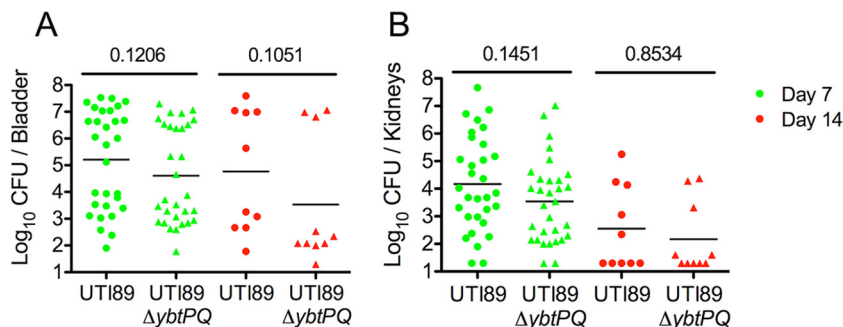 A
0.1206 0.1051
Log10 CFU / Bladder
8
7
6
5
4
3
2
1
UTI89 UTI89 UTI89 UTI89
ΔybtPQ ΔybtPQ
B
0.1451 0.8534
Log10 CFU / Kidneys
8
7
6
5
4
3
2
1
UTI89 UTI89 UTI89 UTI89
ΔybtPQ ΔybtPQ
Day 7
Day 14